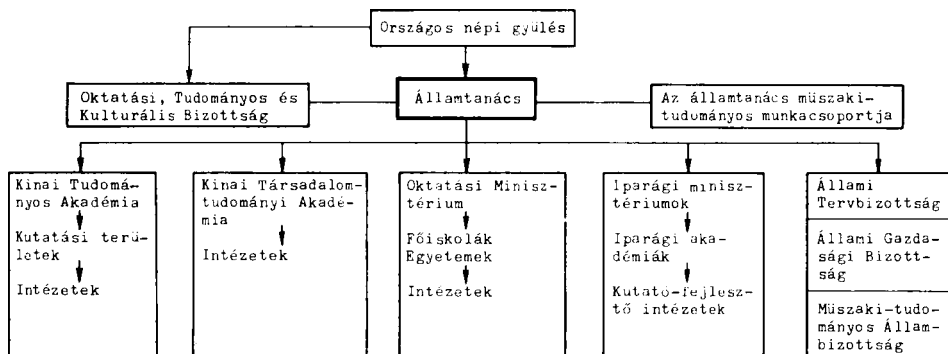 Országos népi gyülés
Oktatási, Tudományos és
Kulturális Bizottság
Államtanács
Az államtanács müszaki-
tudományos munkacsoportja
Kinai Tudomá-
nyos Akadémia
Kutatási terü-
letek
Intézetek
Kinai Társadalom-
tudományi Akadé-
mia
Intézetek
Oktatási Minisz-
térium
Főiskolák
Egyetemek
Intézetek
Iparági minisz-
tériumok
Iparági aka-
démiák
Kutató-fejlesz-
tő intézetek
Állami
Tervbizottság
Állami Gazda-
sági Bizott-
ság
Müszaki-tudo-
mányos Állam-
bizottság